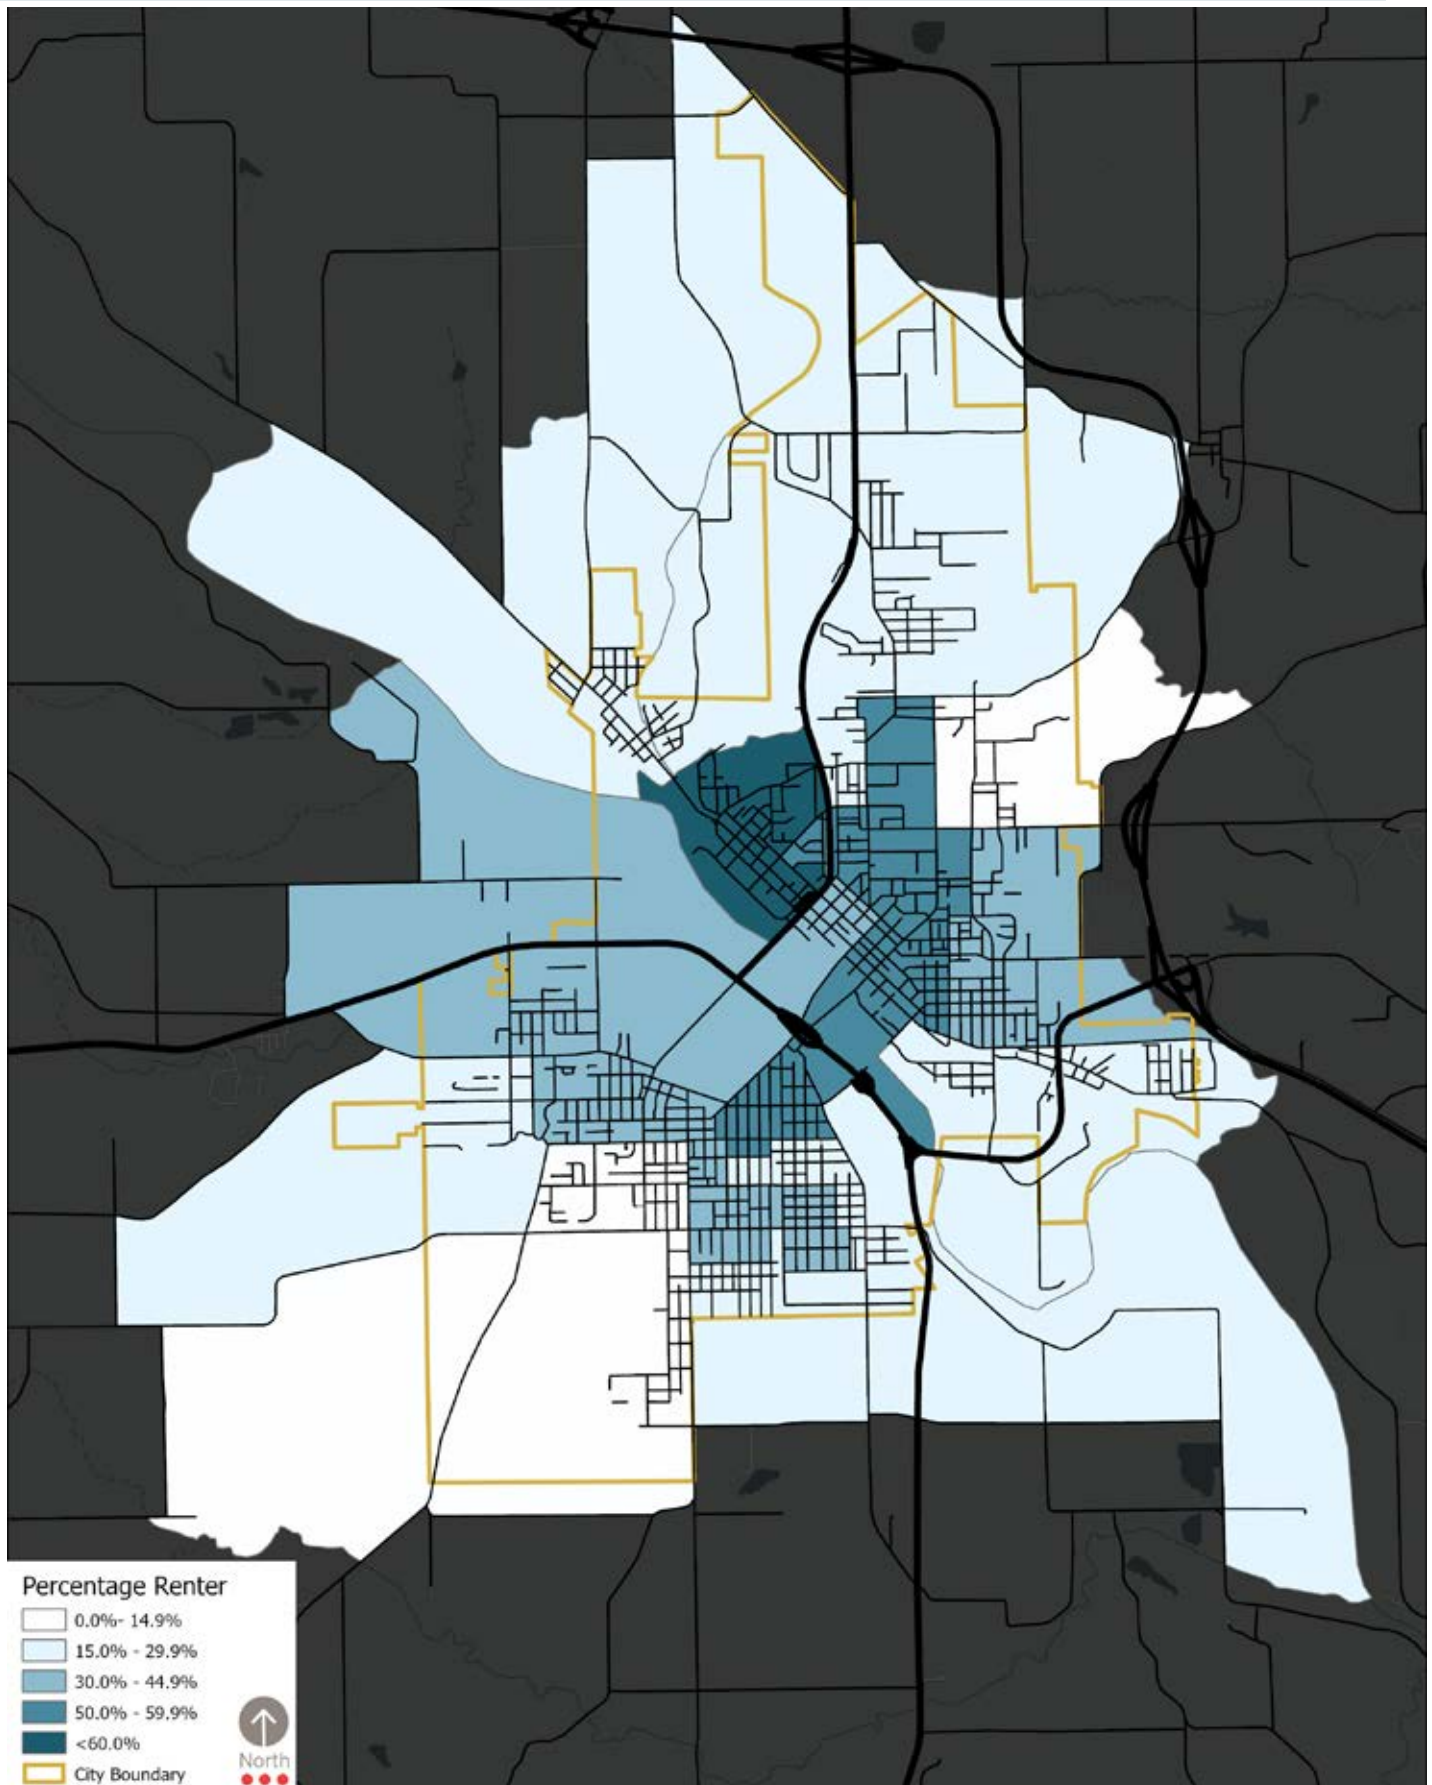 Percentage Renter
0.0%- 14.9%
15.0% - 29.9%
30.0% - 44.9%
50.0% - 59.9%
<60.0%
City Boundary
North